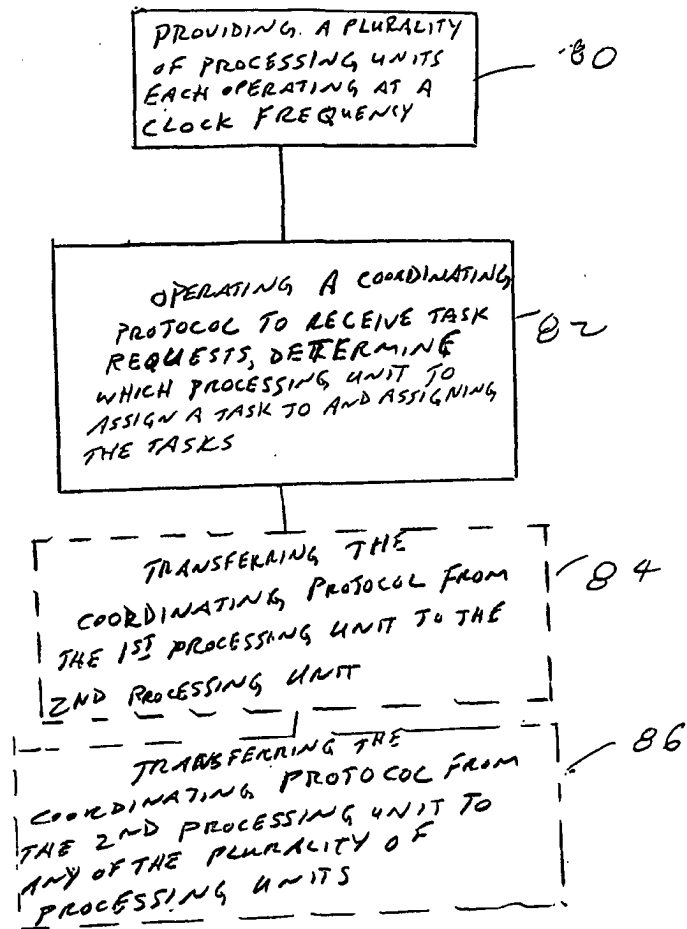 PROVIDING A PLURALITY
OF PROCESSING UNITS
EACH OPERATING AT A
CLOCK FREQUENCY
80
OPERATING A COORDINATING
PROTOCOL TO RECEIVE TASK
REQUESTS, DETERMINE
WHICH PROCESSING UNIT TO
ASSIGN A TASK TO AND ASSIGNING
THE TASKS
82
TRANSFERRING THE
COORDINATING PROTOCOL FROM
THE 1ST PROCESSING UNIT TO THE
2ND PROCESSING UNIT
84
TRANSFERRING THE
COORDINATING PROTOCOL FROM
THE 2ND PROCESSING UNIT TO
ANY OF THE PLURALITY OF
PROCESSING UNITS
86